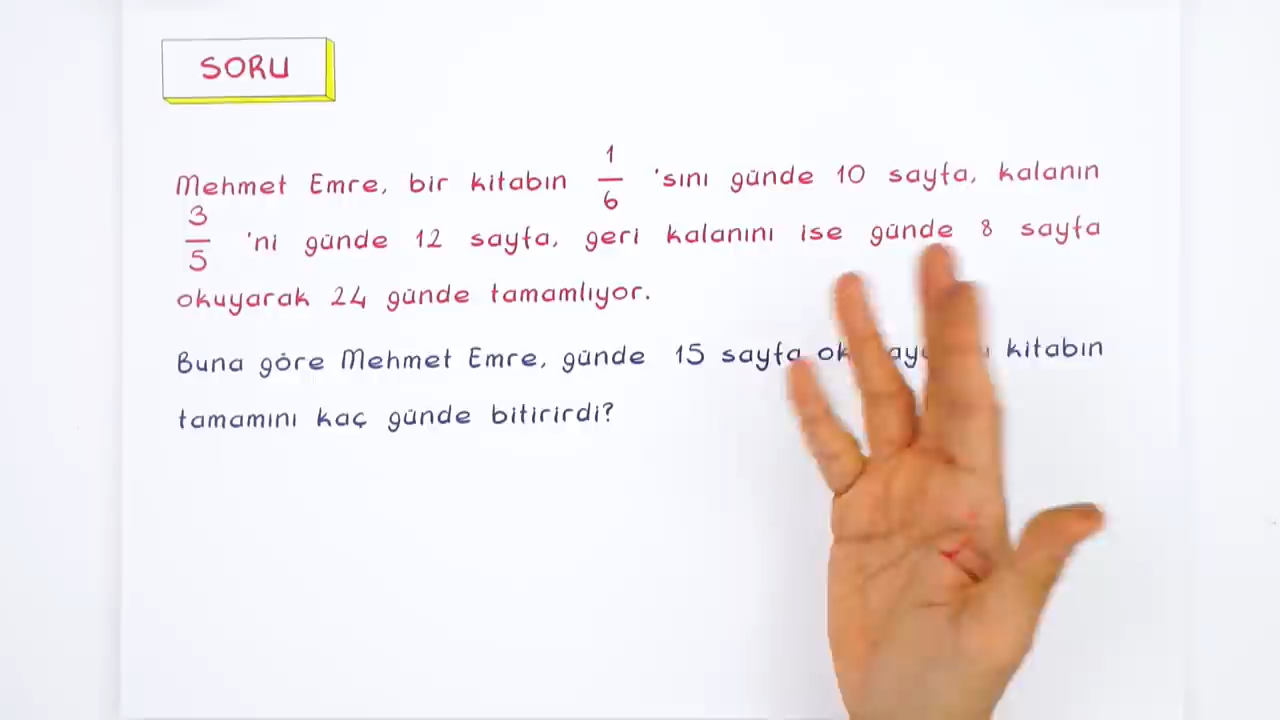 SORU
Mehmet Emre, bir kitabın 1/6 'sını günde 10 sayfa, kalanın
3/5 'ni günde 12 sayfa, geri kalanını ise günde 8 sayfa
okuyarak 24 günde tamamlıyor.
Buna göre Mehmet Emre, günde 15 sayfa kitabın
tamamını kaç günde bitirirdi?